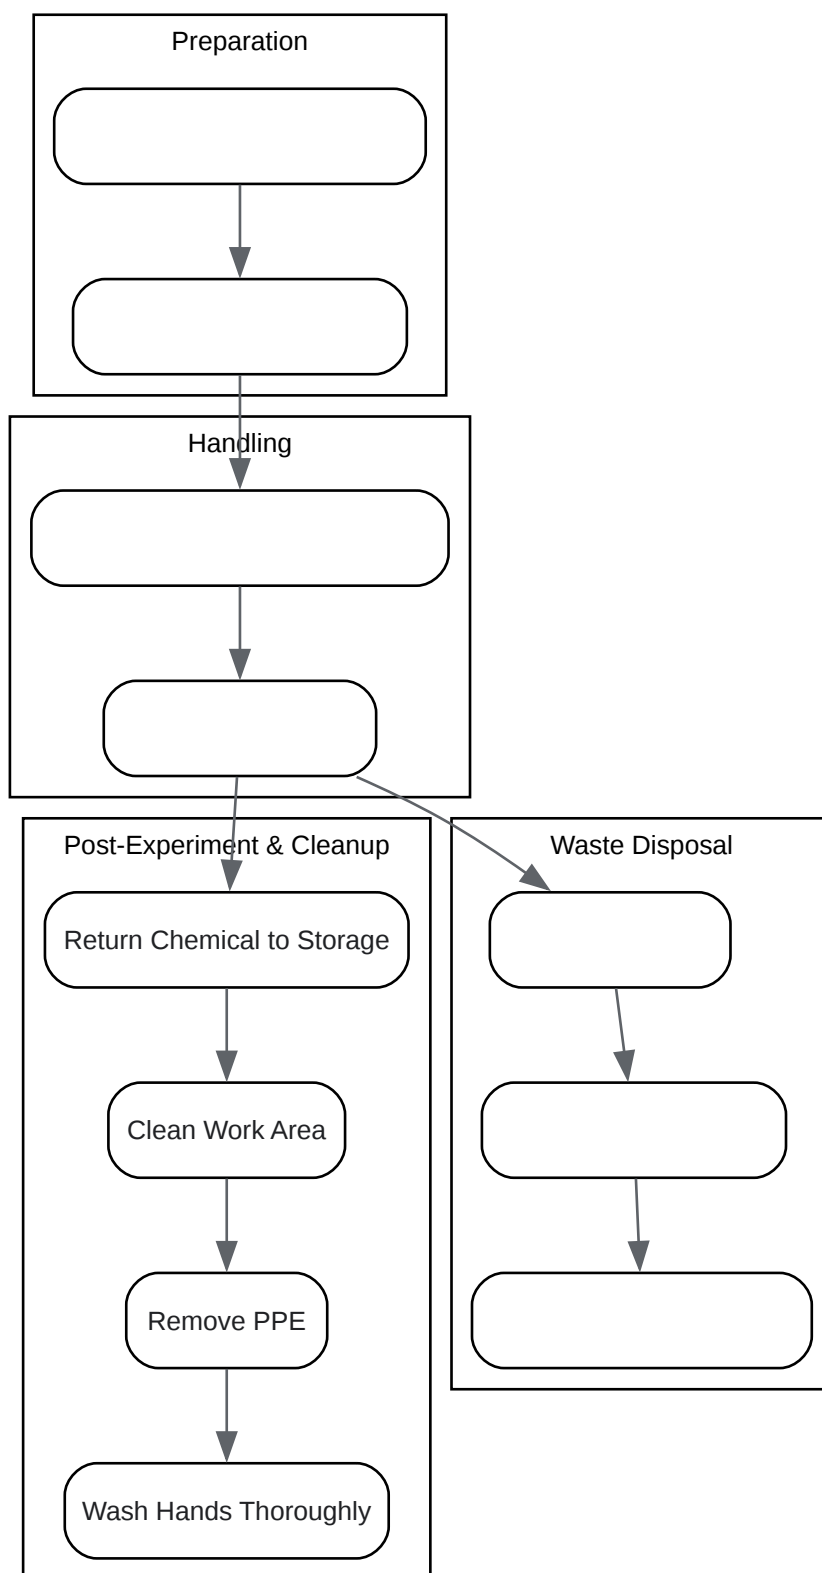 Preparation
Handling
Post-Experiment & Cleanup
Waste Disposal
Return Chemical to Storage
Clean Work Area
Remove PPE
Wash Hands Thoroughly